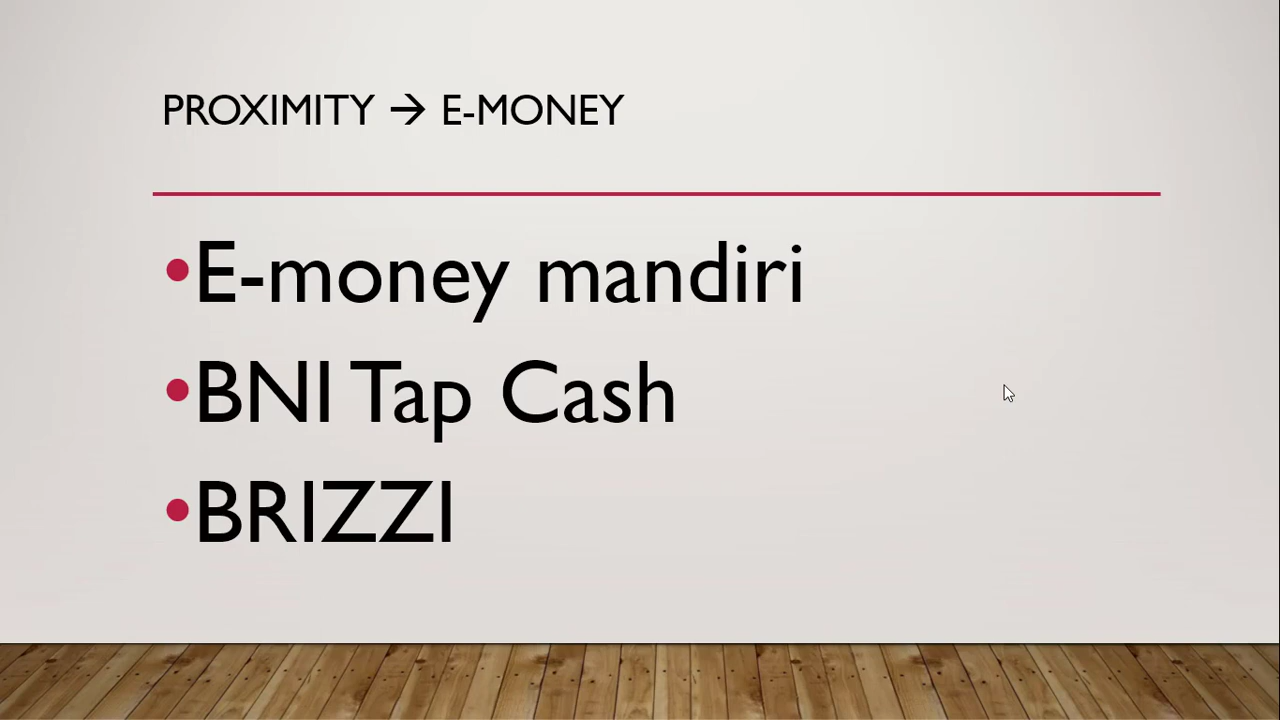 PROXIMITY → E-MONEY
•E-money mandiri
•BNI Tap Cash
•BRIZZI